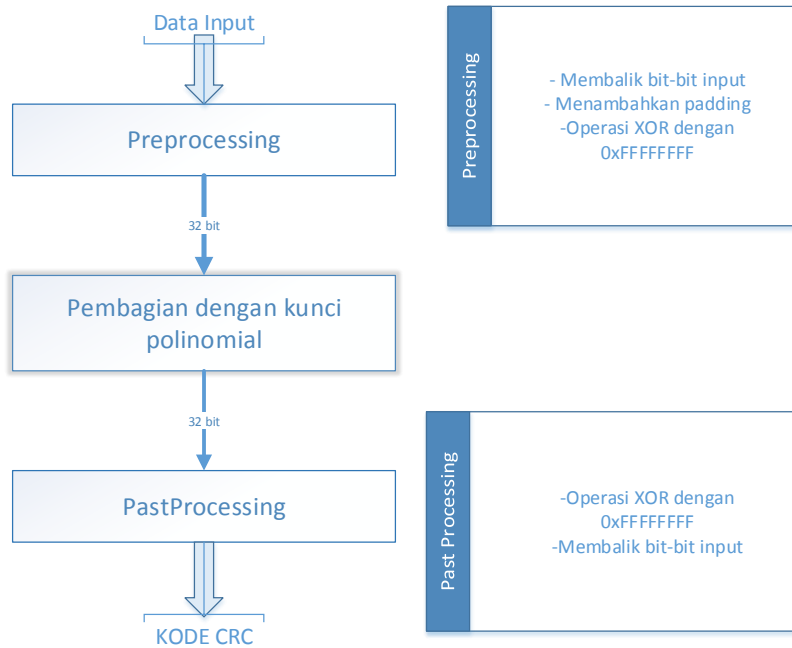 Data Input
Preprocessing
32 bit
Pembagian dengan kunci
polinomial
32 bit
PastProcessing
KODE CRC
Preprocessing
- Membalik bit-bit input
- Menambahkan padding
-Operasi XOR dengan
0xFFFFFFFF
Past Processing
-Operasi XOR dengan
0xFFFFFFFF
-Membalik bit-bit input